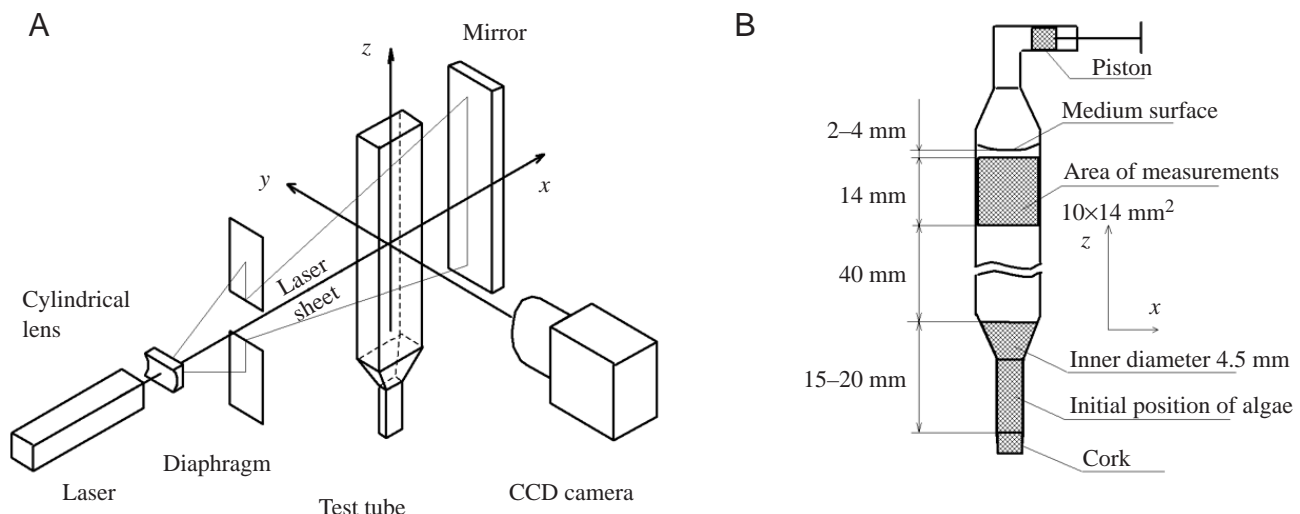 A
Mirror
z
y
x
Laser
sheet
Cylindrical
lens
Diaphragm
Laser
Test tube
CCD camera
B
Piston
Medium surface
2–4 mm
Area of measurements
14 mm
10×14 mm²
z
40 mm
x
Inner diameter 4.5 mm
15–20 mm
Initial position of algae
Cork